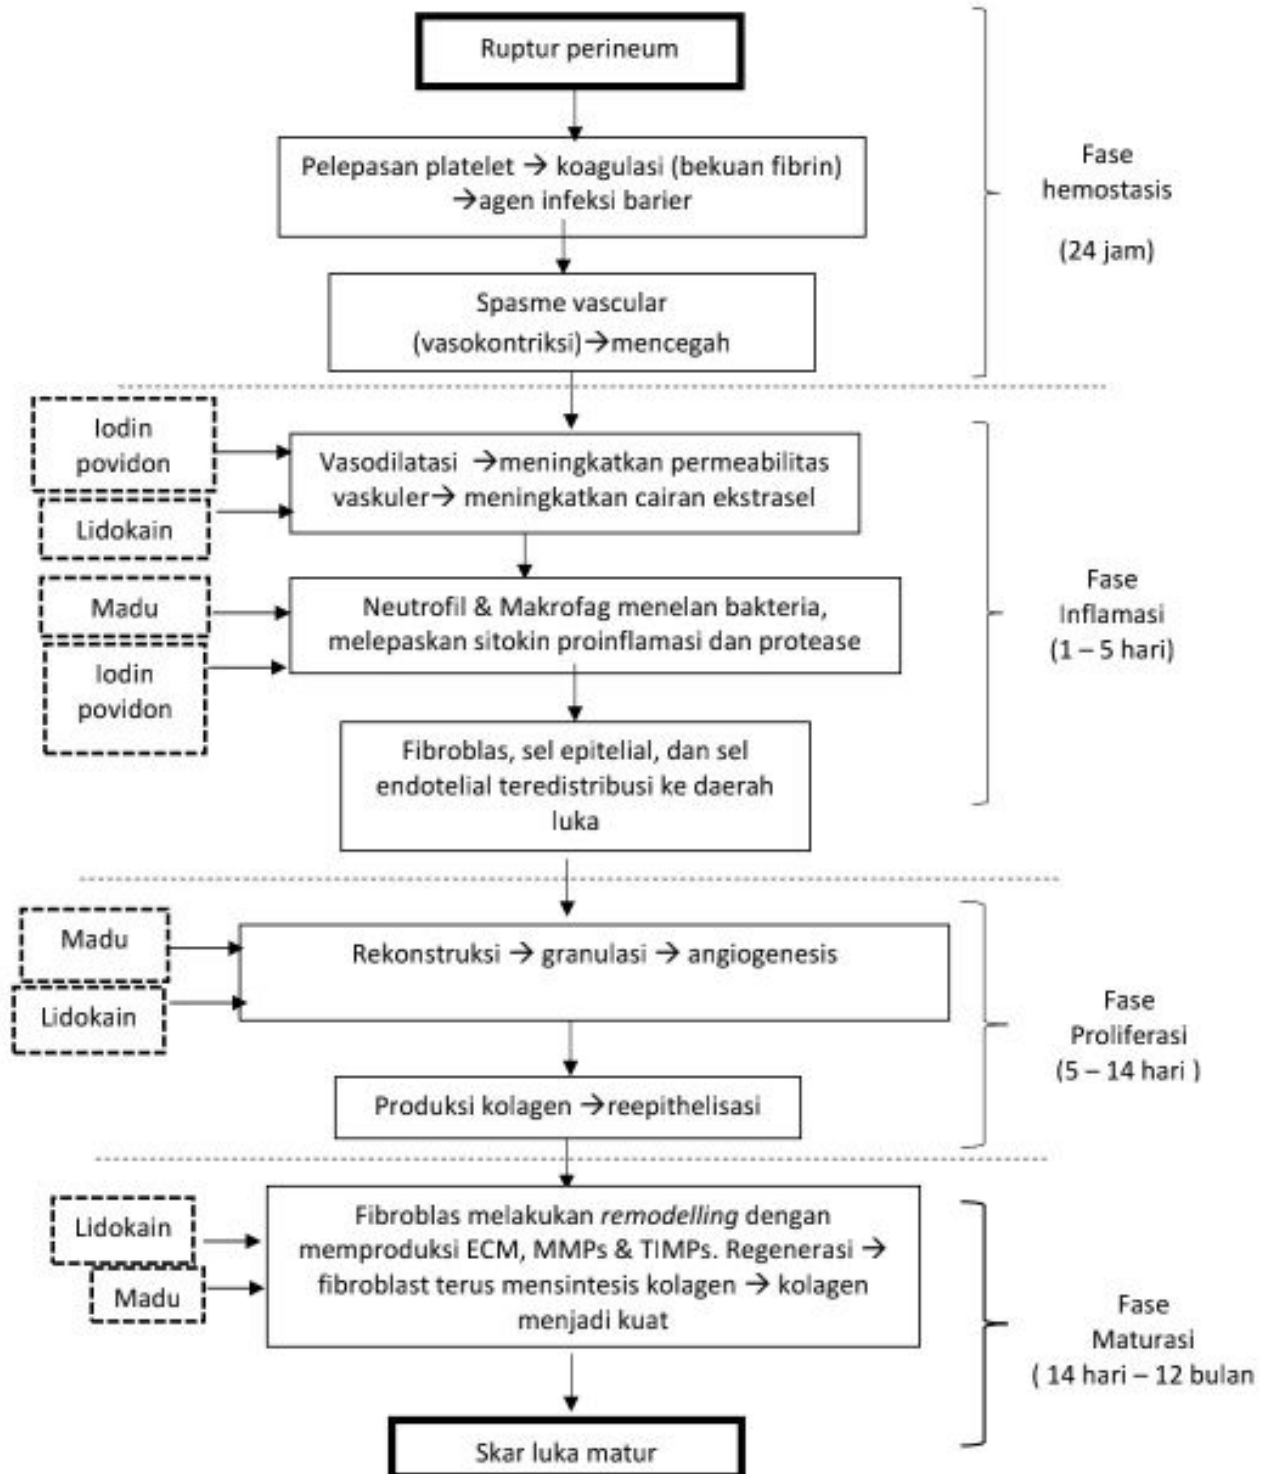 Ruptur perineum
Pelepasan platelet → koagulasi (bekuan fibrin)
→agen infeksi barier
Fase
hemostasis
(24 jam)
Spasme vascular
(vasokontriksi)→mencegah
Iodin
povidon
Lidokain
Vasodilatasi →meningkatkan permeabilitas
vaskuler→ meningkatkan cairan ekstrasel
Madu
Iodin
povidon
Neutrofil & Makrofag menelan bakteria,
melepaskan sitokin proinflamasi dan protease
Fase
Inflamasi
(1 – 5 hari)
Fibroblas, sel epitelial, dan sel
endotelial teredistribusi ke daerah
luka
Madu
Lidokain
Rekonstruksi → granulasi → angiogenesis
Fase
Proliferasi
(5 – 14 hari )
Produksi kolagen →reepithelisasi
Lidokain
Madu
Fibroblas melakukan remodelling dengan
memproduksi ECM, MMPs & TIMPs. Regenerasi →
fibroblast terus mensintesis kolagen → kolagen
menjadi kuat
Fase
Maturasi
( 14 hari – 12 bulan
Skar luka matur